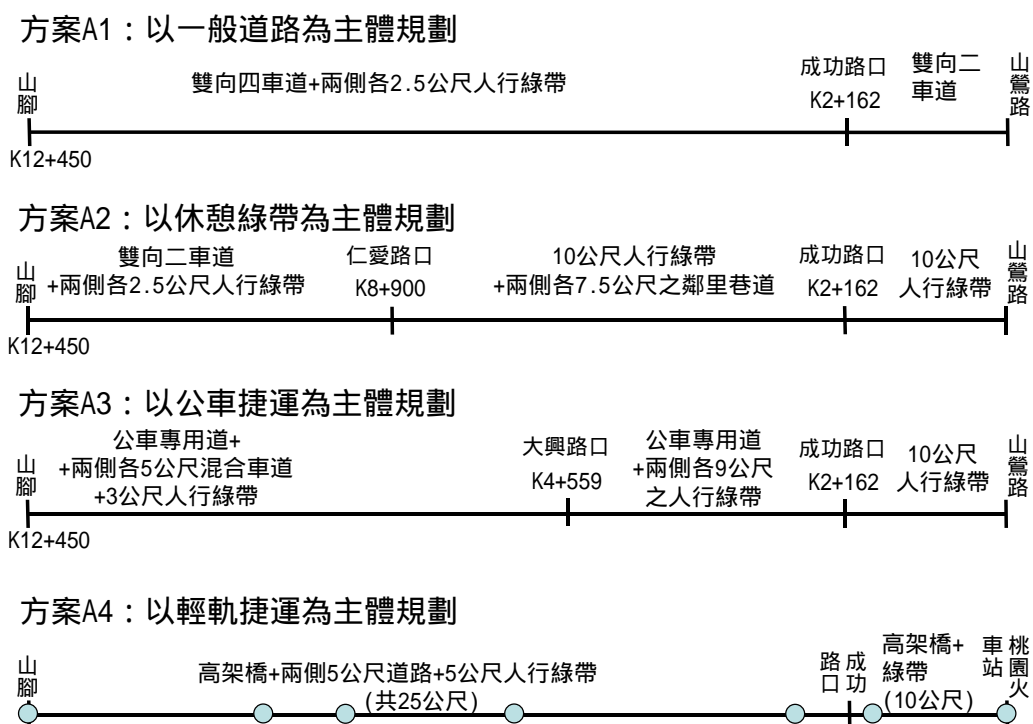 方案A1：以一般道路為主體規劃
山腳
雙向四車道+兩側各2.5公尺人行綠帶
成功路口
K2+162
雙向二
車道
山鶯路
K12+450
方案A2：以休憩綠帶為主體規劃
山腳
雙向二車道
+兩側各2.5公尺人行綠帶
仁愛路口
K8+900
10公尺人行綠帶
+兩側各7.5公尺之鄰里巷道
成功路口
K2+162
10公尺
人行綠帶
山鶯路
K12+450
方案A3：以公車捷運為主體規劃
山腳
公車專用道+
+兩側各5公尺混合車道
+3公尺人行綠帶
大興路口
K4+559
公車專用道
+兩側各9公尺
之人行綠帶
成功路口
K2+162
10公尺
人行綠帶
山鶯路
K12+450
方案A4：以輕軌捷運為主體規劃
山腳
高架橋+兩側5公尺道路+5公尺人行綠帶
(共25公尺)
成功
路口
高架橋+
綠帶
(10公尺)
桃園火
車站